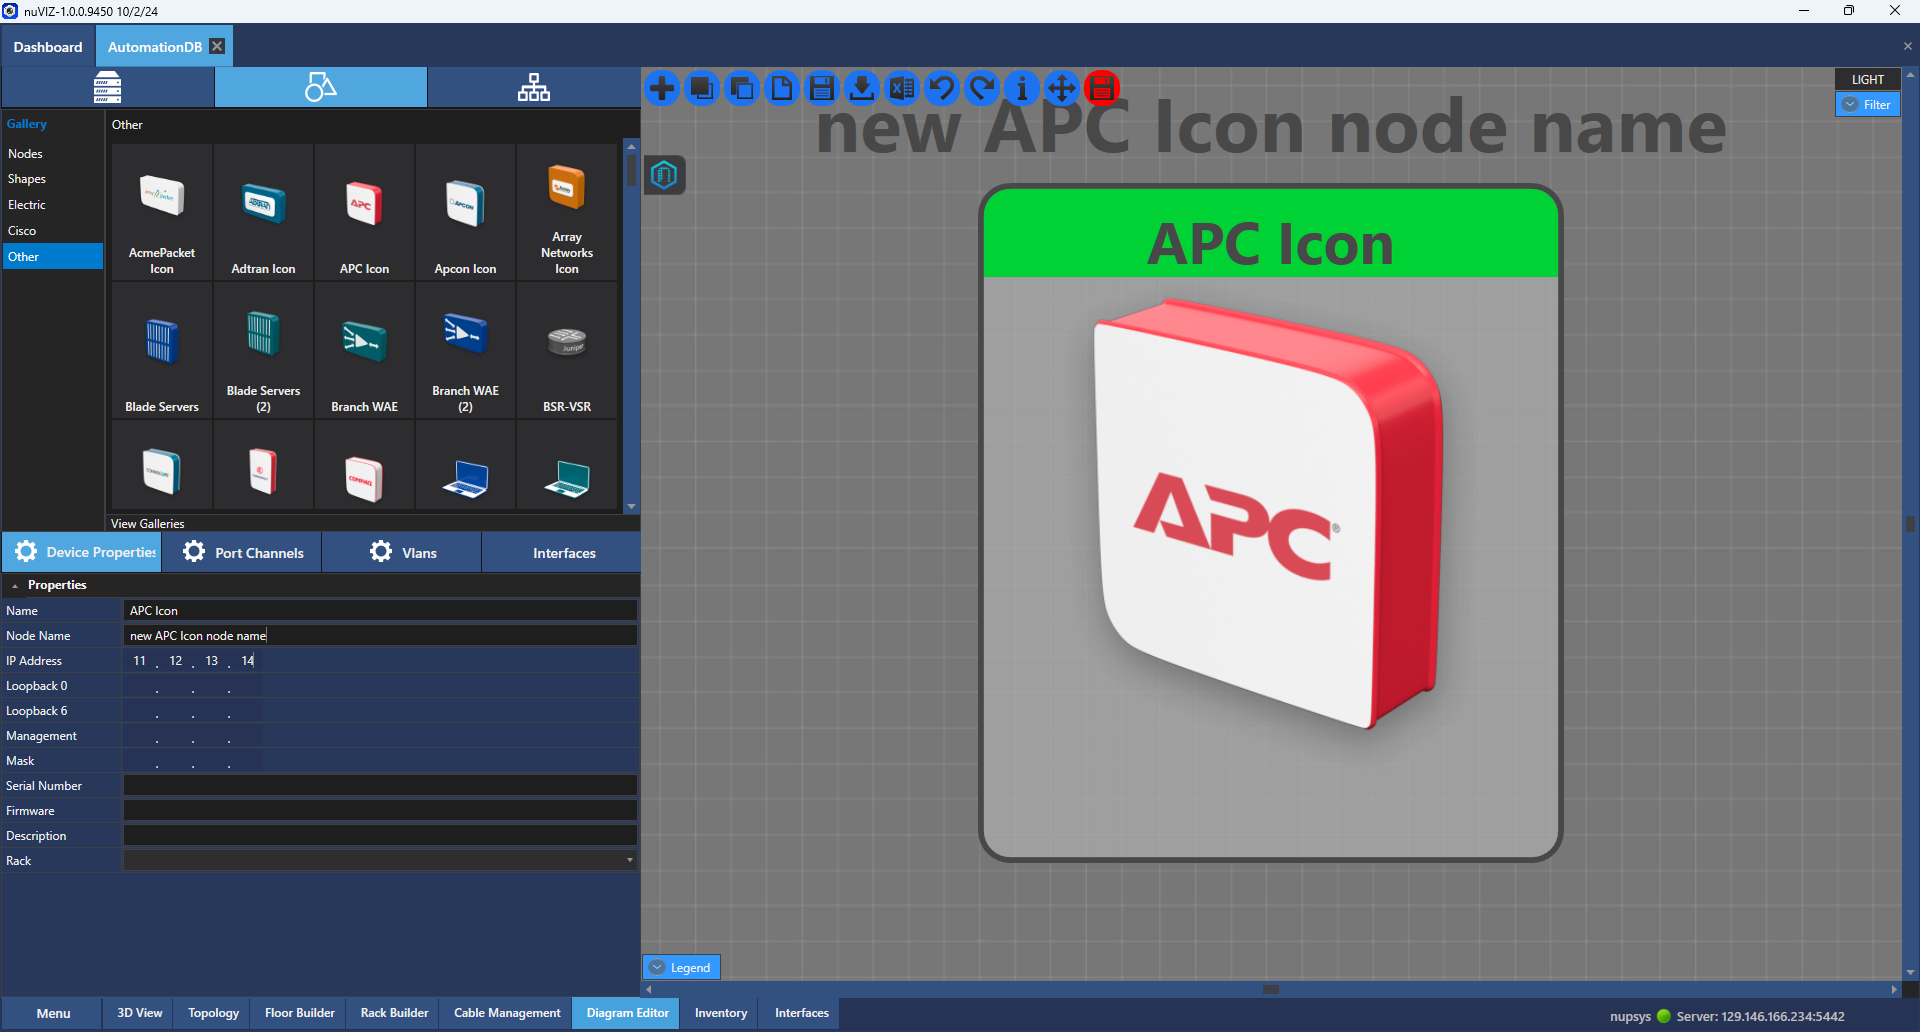 nuVIZ-1.0.0.9450 10/2/24
Dashboard
AutomationDB
LIGHT
Filter
Gallery
Nodes
Shapes
Electric
Cisco
Other
Other
AcmePacket
Icon
Adtran Icon
APC
APC Icon
APCON
Apcon Icon
Array
Networks
Icon
Blade Servers
Blade Servers
(2)
Branch WAE
Branch WAE
(2)
Juniper
BSR-VSR
COMPAQ
View Galleries
new APC Icon node name
APC Icon
APC®
Device Properties
Port Channels
Vlans
Interfaces
Properties
Name
APC Icon
Node Name
new APC Icon node name
IP Address
11 . 12 . 13 . 14
Loopback 0
. . .
Loopback 6
. . .
Management
. . .
Mask
. . .
Serial Number
Firmware
Description
Rack
Legend
Menu
3D View
Topology
Floor Builder
Rack Builder
Cable Management
Diagram Editor
Inventory
Interfaces
nupsys
Server: 129.146.166.234:5442